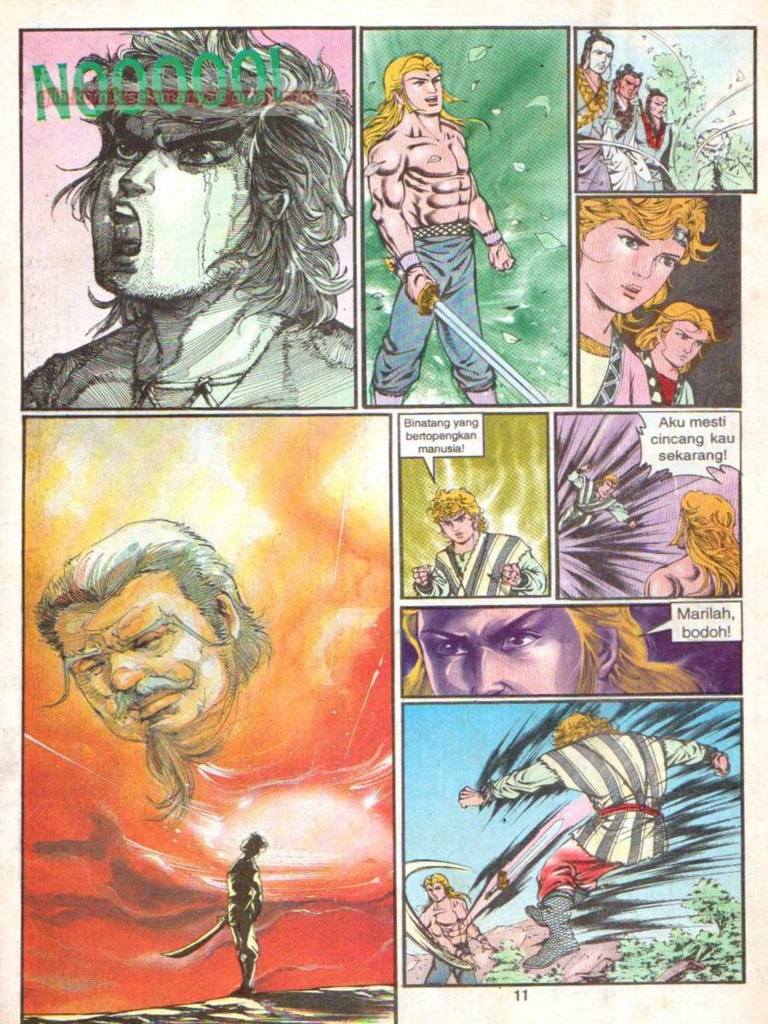 NOOOOO!
Binatang yang
bertopengkan
manusia!
Aku mesti
cincang kau
sekarang!
Marilah,
bodoh!
11